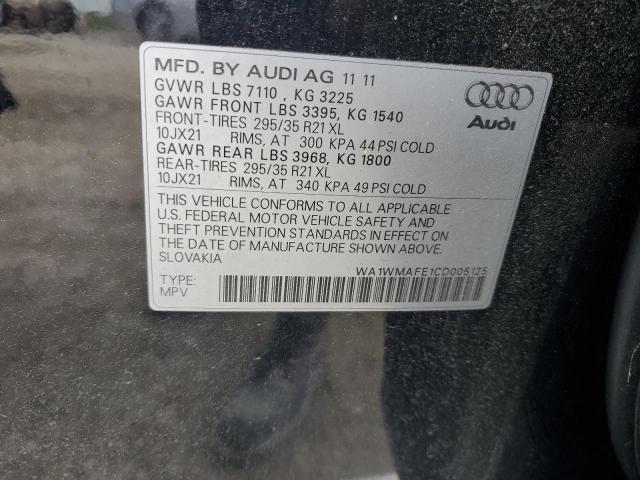 MFD. BY AUDI AG 11 11
GVWR LBS 7110 , KG 3225
GAWR FRONT LBS 3395, KG 1540
FRONT-TIRES 295/35 R21 XL
10JX21 RIMS, AT 300 KPA 44 PSI COLD
GAWR REAR LBS 3968, KG 1800
REAR-TIRES 295/35 R21 XL
10JX21 RIMS, AT 340 KPA 49 PSI COLD
Audi
THIS VEHICLE CONFORMS TO ALL APPLICABLE
U.S. FEDERAL MOTOR VEHICLE SAFETY AND
THEFT PREVENTION STANDARDS IN EFFECT ON
THE DATE OF MANUFACTURE SHOWN ABOVE.
SLOVAKIA
WA1WMAFE1CD005125
TYPE:
MPV